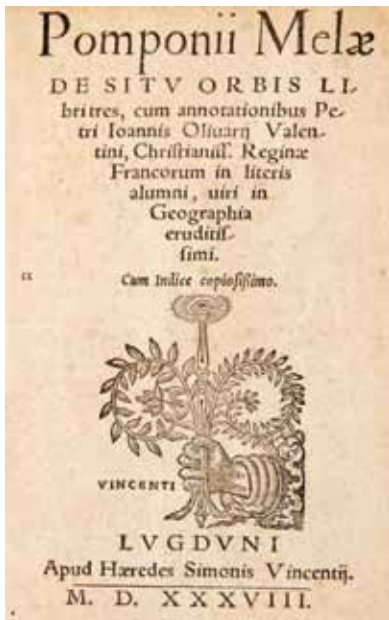 Pomponii Melæ
DE SITV ORBIS LI-
bri tres, cum annotationibus Pe-
tri Ioannis Oliuarij Valen-
tini, Christianiss. Reginæ
Francorum in literis
alumni, uiri in
Geographia
eruditis-
simi.
Cum Indice copiosissimo.
VINCENTI
LVGDVNI
Apud Hæredes Simonis Vincentij.
M. D. XXXVIII.